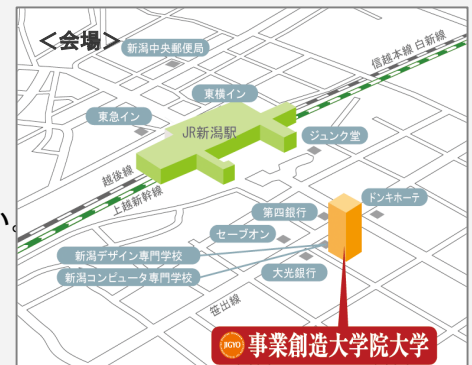 ＜会場＞
新潟中央郵便局
信越本線 白新線
東横イン
東急イン
JR新潟駅
ジュンク堂
越後線
上越新幹線
い。
ドンキホーテ
第四銀行
セーブオン
新潟デザイン専門学校
新潟コンピュータ専門学校
大光銀行
笹出線
JIGYO
事業創造大学院大学